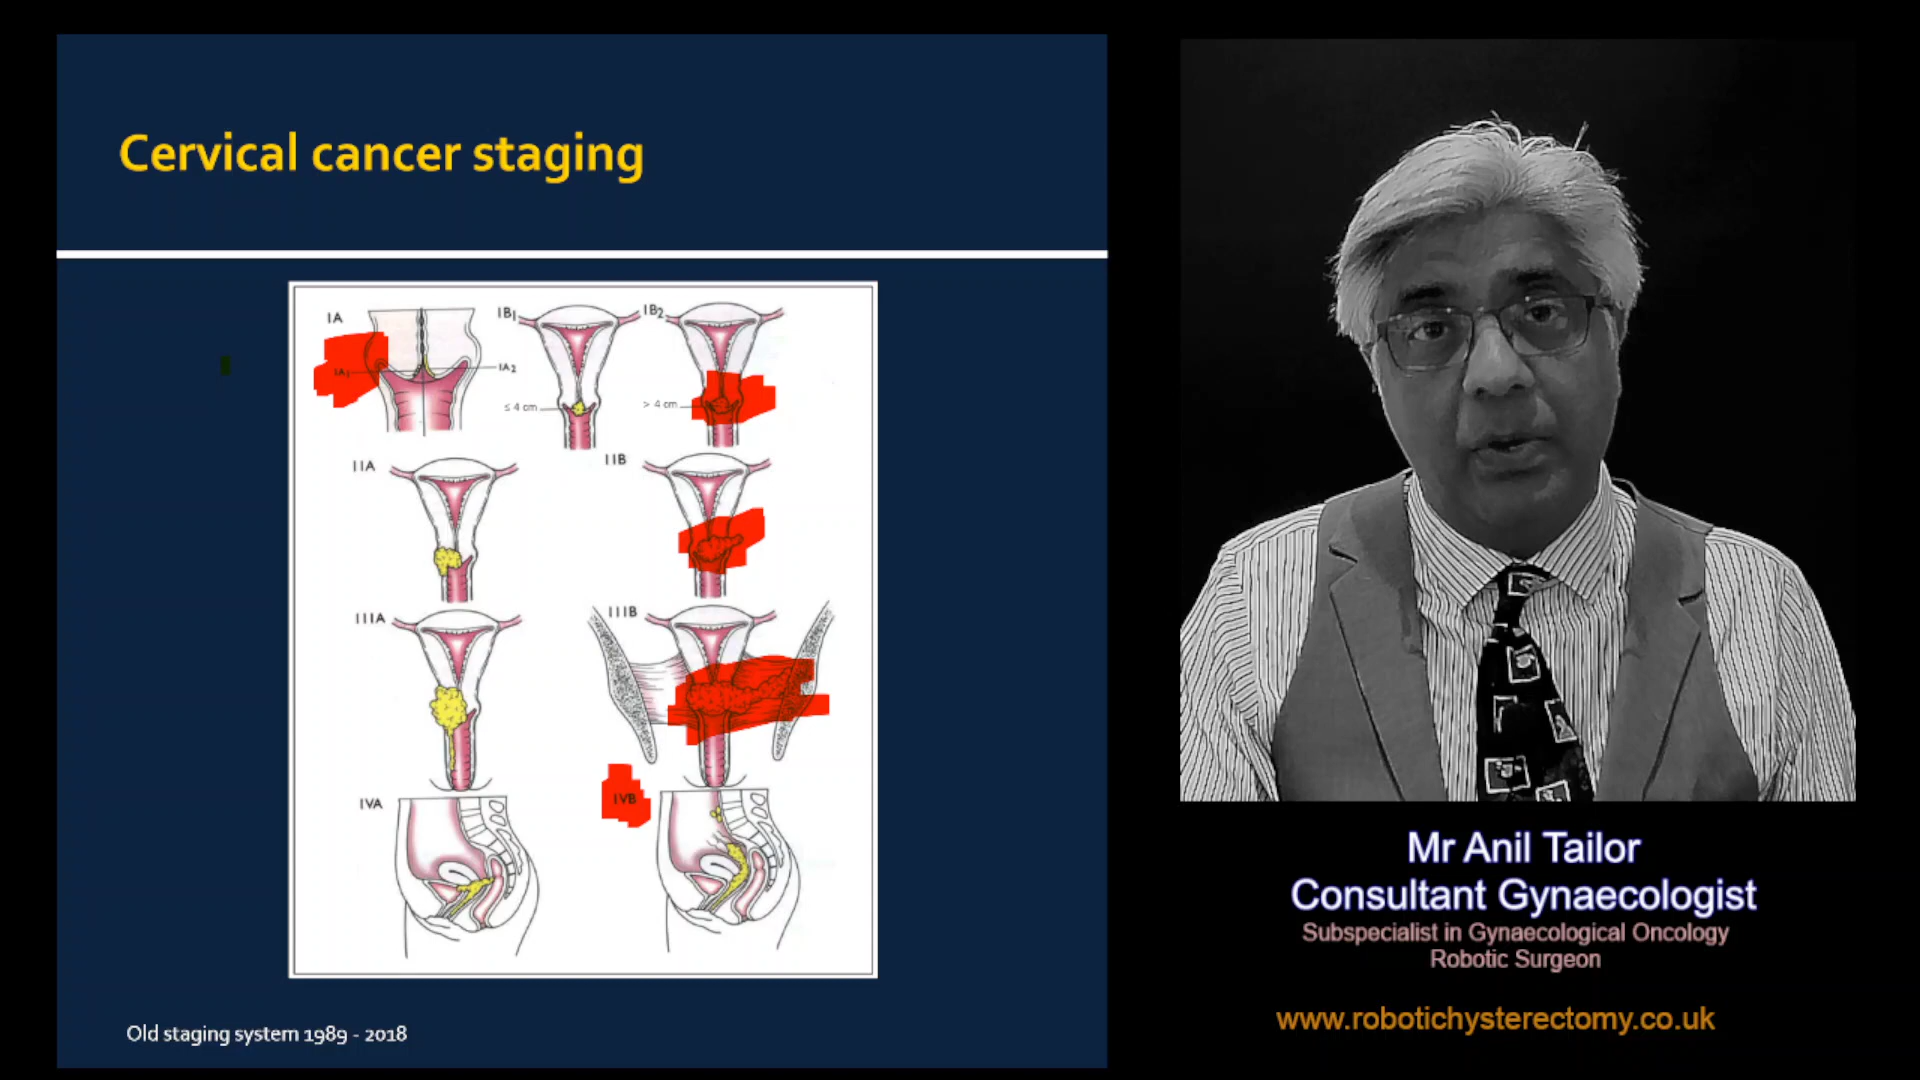 Cervical cancer staging
IA
IB1
IB2
IA1
IA2
≤ 4 cm
> 4 cm
IIA
IIB
IIIA
IIIB
IVA
IVB
Old staging system 1989 - 2018
Mr Anil Tailor
Consultant Gynaecologist
Subspecialist in Gynaecological Oncology
Robotic Surgeon
www.robotichysterectomy.co.uk